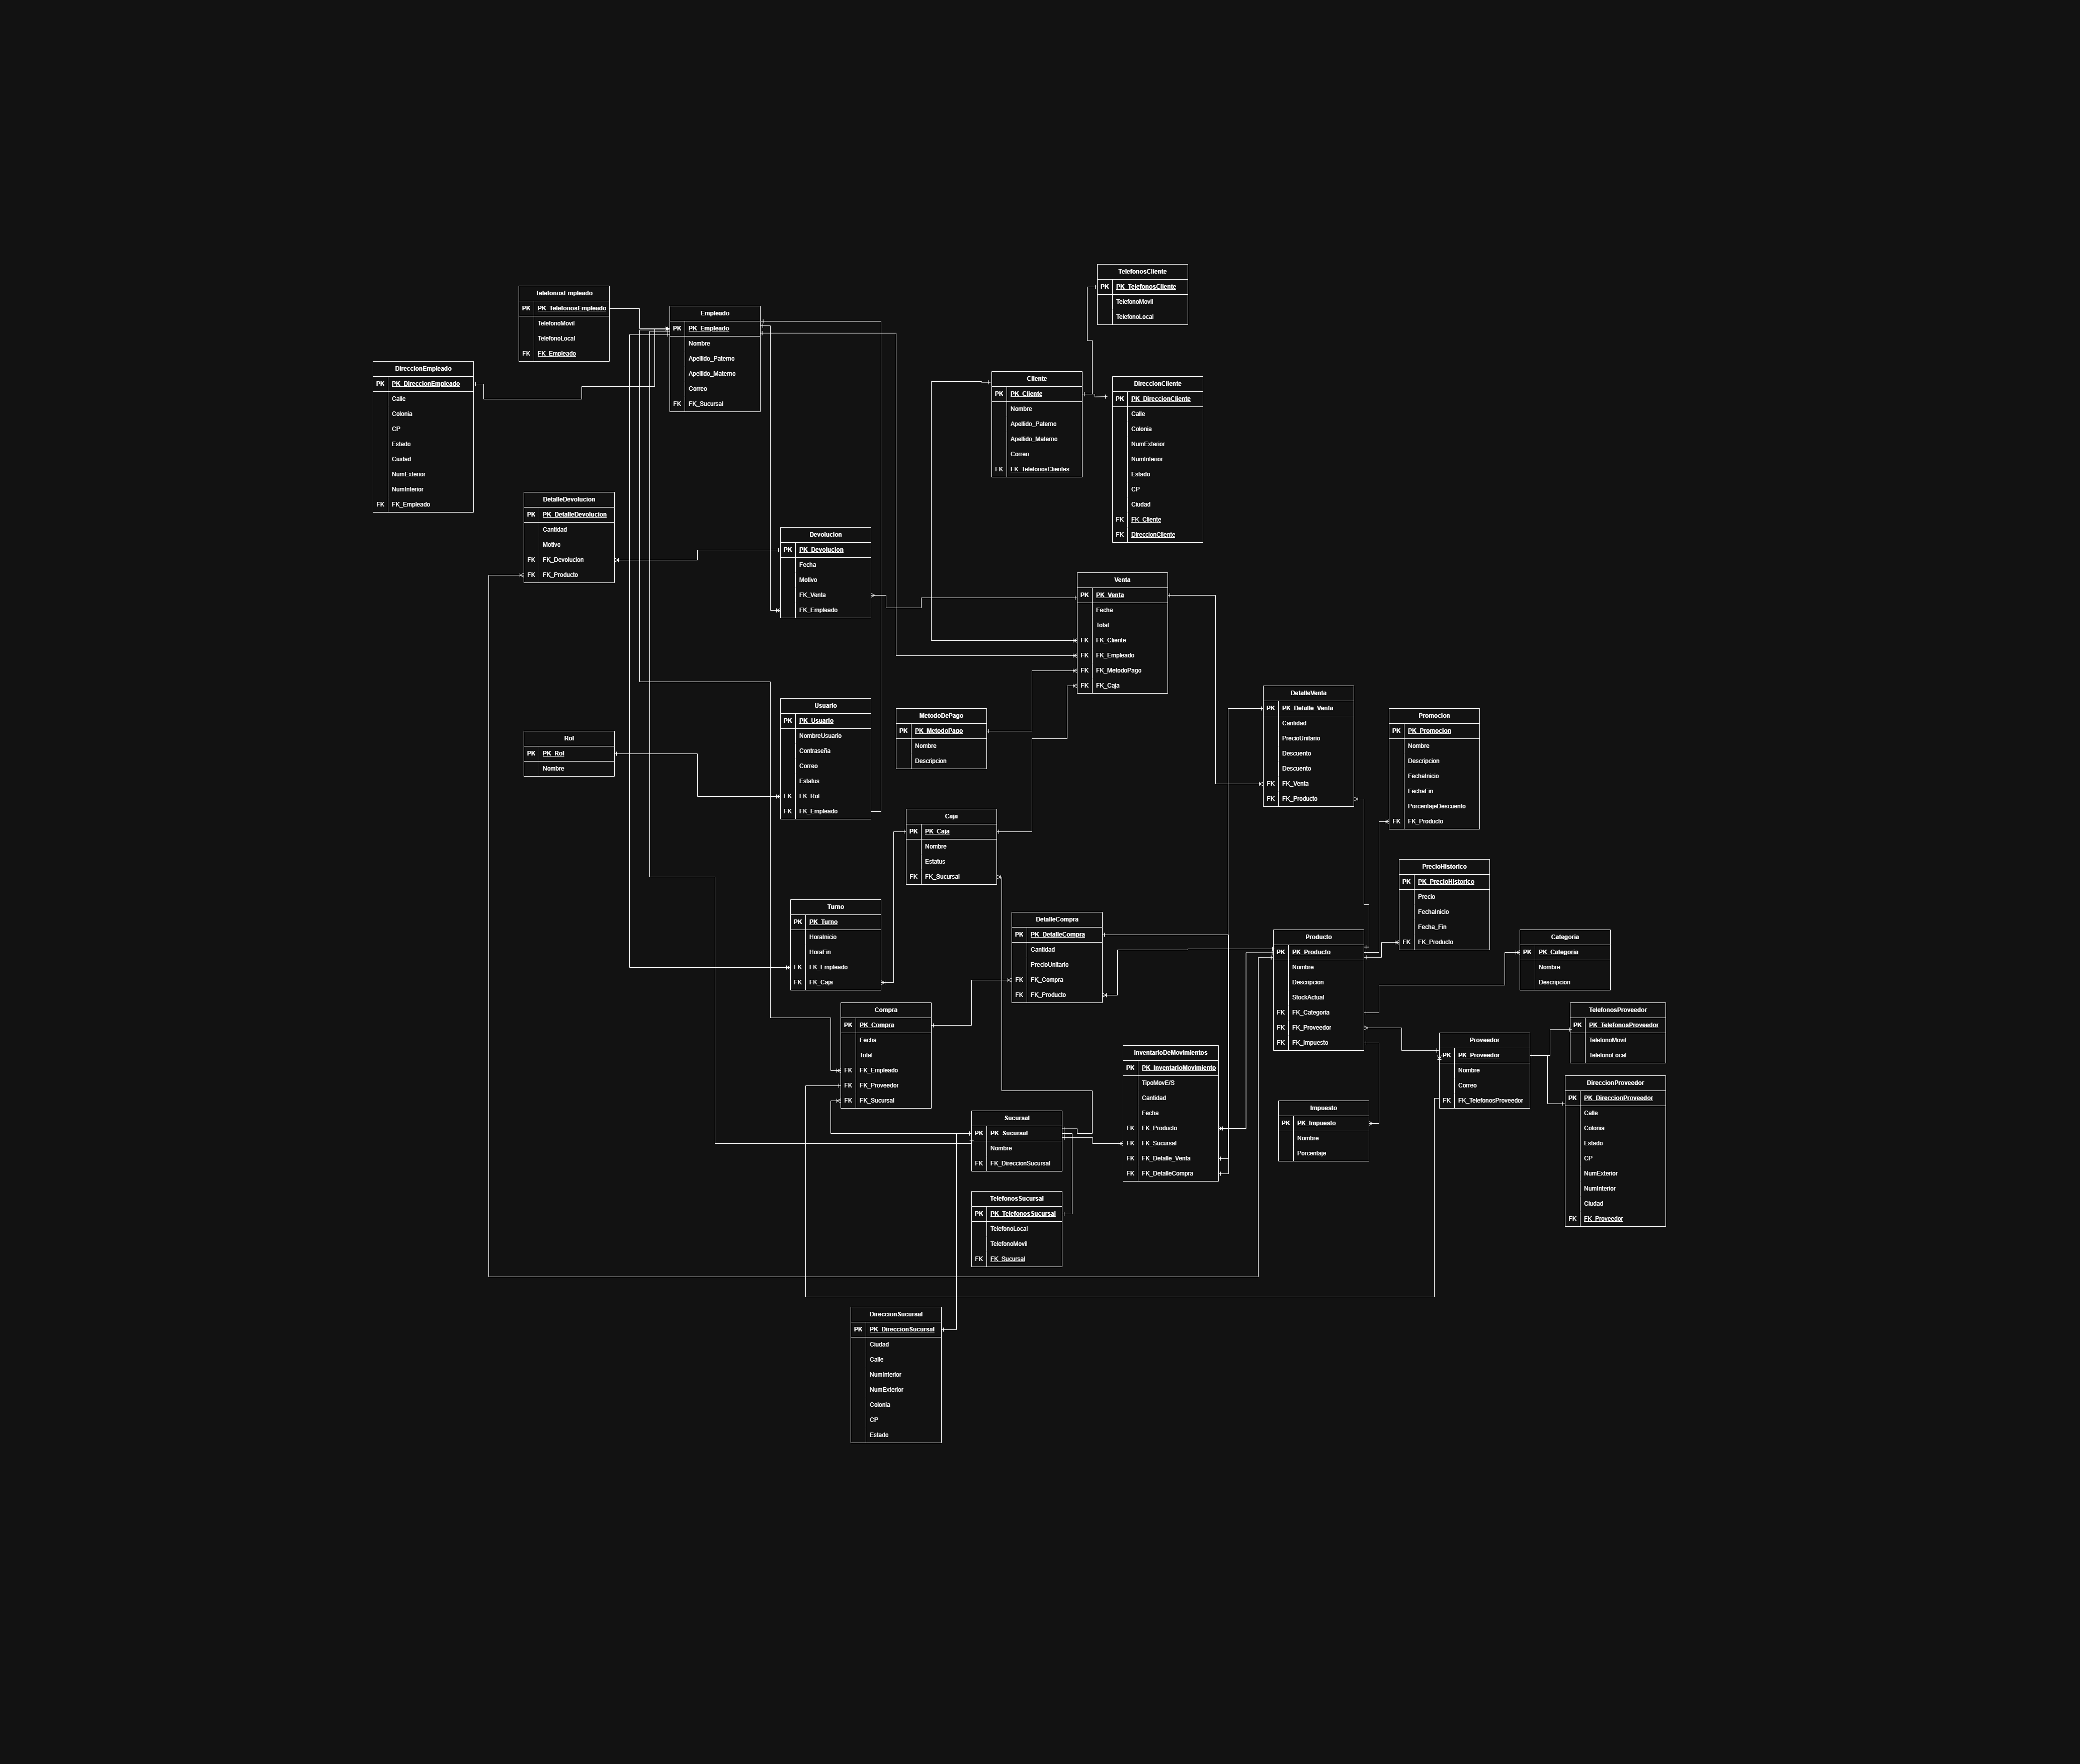 TelefonosCliente
PK PK_TelefonosCliente
TelefonoMovil
TelefonoLocal
TelefonosEmpleado
PK PK_TelefonosEmpleado
TelefonoMovil
TelefonoLocal
FK FK_Empleado
Empleado
PK PK_Empleado
Nombre
Apellido_Paterno
Apellido_Materno
Correo
FK FK_Sucursal
DireccionEmpleado
PK PK_DireccionEmpleado
Calle
Colonia
CP
Estado
Ciudad
NumExterior
NumInterior
FK FK_Empleado
Cliente
PK PK_Cliente
Nombre
Apellido_Paterno
Apellido_Materno
Correo
FK FK_TelefonosClientes
DireccionCliente
PK PK_DireccionCliente
Calle
Colonia
NumExterior
NumInterior
Estado
CP
Ciudad
FK FK_Cliente
FK DireccionCliente
DetalleDevolucion
PK PK_DetalleDevolucion
Cantidad
Motivo
FK FK_Devolucion
FK FK_Producto
Devolucion
PK PK_Devolucion
Fecha
Motivo
FK_Venta
FK_Empleado
Venta
PK PK_Venta
Fecha
Total
FK FK_Cliente
FK FK_Empleado
FK FK_MetodoPago
FK FK_Caja
DetalleVenta
PK PK_Detalle_Venta
Cantidad
PrecioUnitario
Descuento
Descuento
FK FK_Venta
FK FK_Producto
Usuario
PK PK_Usuario
NombreUsuario
Contraseña
Correo
Estatus
FK FK_Rol
FK FK_Empleado
MetodoDePago
PK PK_MetodoPago
Nombre
Descripcion
Promocion
PK PK_Promocion
Nombre
Descripcion
FechaInicio
FechaFin
PorcentajeDescuento
FK FK_Producto
Rol
PK PK_Rol
Nombre
Caja
PK PK_Caja
Nombre
Estatus
FK FK_Sucursal
PrecioHistorico
PK PK_PrecioHistorico
Precio
FechaInicio
Fecha_Fin
FK FK_Producto
Turno
PK PK_Turno
HoraInicio
HoraFin
FK FK_Empleado
FK FK_Caja
DetalleCompra
PK PK_DetalleCompra
Cantidad
PrecioUnitario
FK FK_Compra
FK FK_Producto
Producto
PK PK_Producto
Nombre
Descripcion
StockActual
FK FK_Categoria
FK FK_Proveedor
FK FK_Impuesto
Categoria
PK PK_Categoria
Nombre
Descripcion
Compra
PK PK_Compra
Fecha
Total
FK FK_Empleado
FK FK_Proveedor
FK FK_Sucursal
TelefonosProveedor
PK PK_TelefonosProveedor
TelefonoMovil
TelefonoLocal
Proveedor
PK PK_Proveedor
Nombre
Correo
FK FK_TelefonosProveedor
InventarioDeMovimientos
PK PK_InventarioMovimiento
TipoMovE/S
Cantidad
Fecha
FK FK_Producto
FK FK_Sucursal
FK FK_Detalle_Venta
FK FK_DetalleCompra
DireccionProveedor
PK PK_DireccionProveedor
Calle
Colonia
Estado
CP
NumExterior
NumInterior
Ciudad
FK FK_Proveedor
Impuesto
PK PK_Impuesto
Nombre
Porcentaje
Sucursal
PK PK_Sucursal
Nombre
FK FK_DireccionSucursal
TelefonosSucursal
PK PK_TelefonosSucursal
TelefonoLocal
TelefonoMovil
FK FK_Sucursal
DireccionSucursal
PK PK_DireccionSucursal
Ciudad
Calle
NumInterior
NumExterior
Colonia
CP
Estado